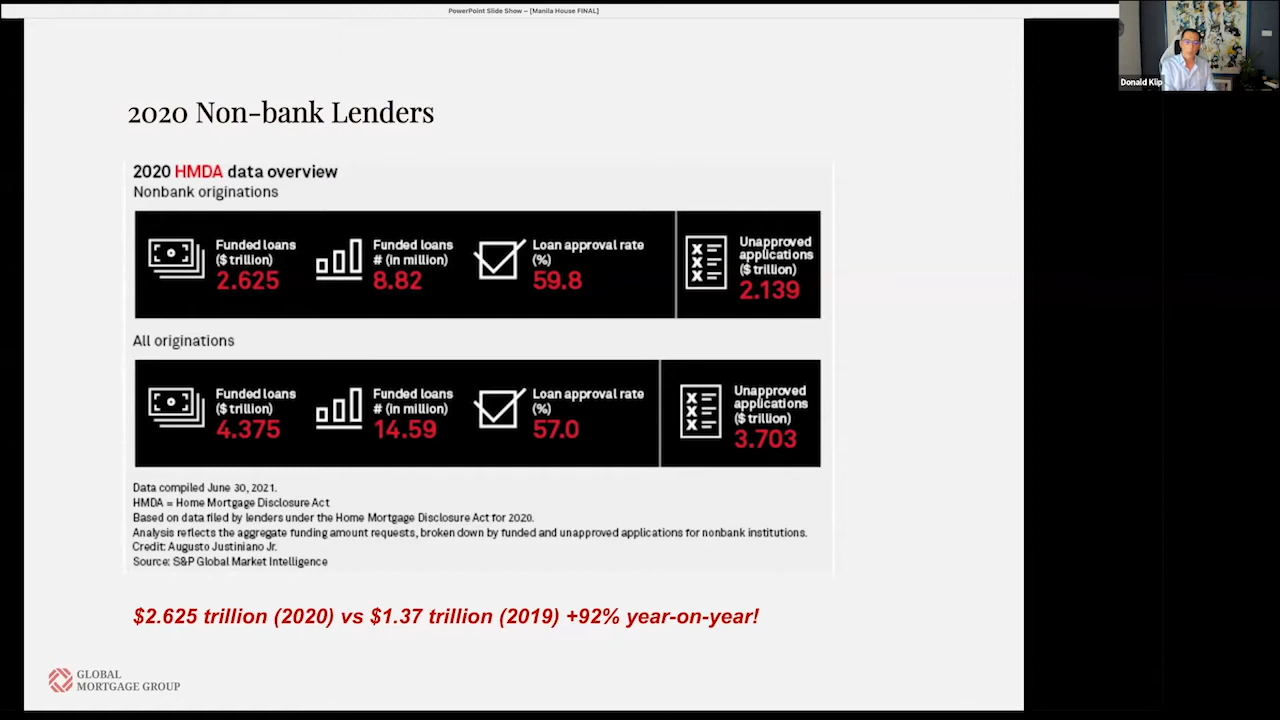 PowerPoint Slide Show – [Manila House FINAL]
Donald Klip
2020 Non-bank Lenders
2020 HMDA data overview
Nonbank originations
Funded loans
($ trillion)
2.625
Funded loans
# (in million)
8.82
Loan approval rate
(%)
59.8
Unapproved
applications
($ trillion)
2.139
All originations
Funded loans
($ trillion)
4.375
Funded loans
# (in million)
14.59
Loan approval rate
(%)
57.0
Unapproved
applications
($ trillion)
3.703
Data compiled June 30, 2021.
HMDA = Home Mortgage Disclosure Act
Based on data filed by lenders under the Home Mortgage Disclosure Act for 2020.
Analysis reflects the aggregate funding amount requests, broken down by funded and unapproved applications for nonbank institutions.
Credit: Augusto Justiniano Jr.
Source: S&P Global Market Intelligence
$2.625 trillion (2020) vs $1.37 trillion (2019) +92% year-on-year!
GLOBAL
MORTGAGE GROUP